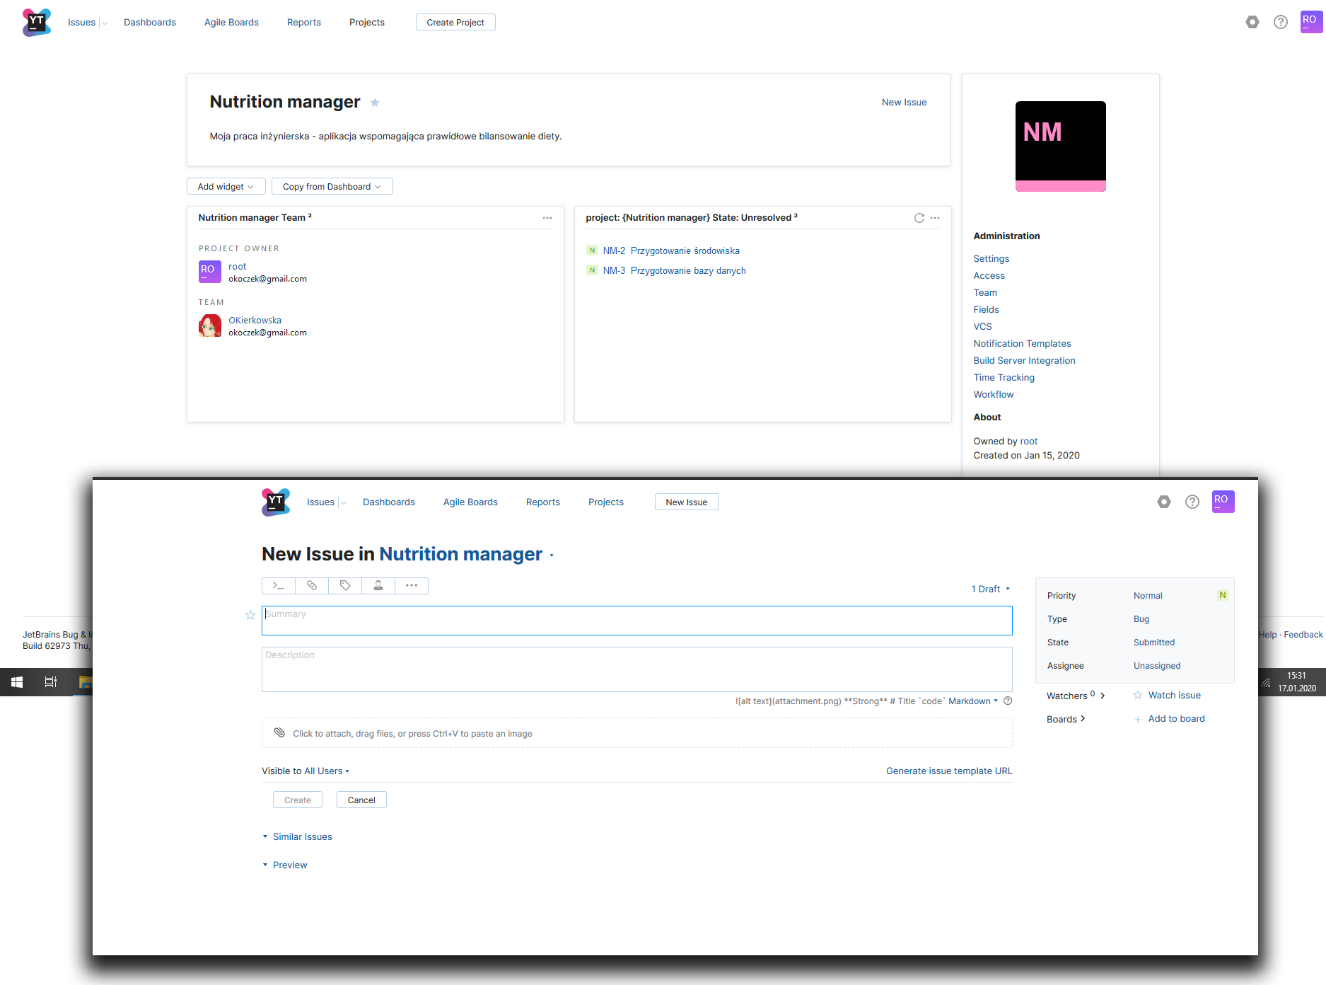 YT Issues Dashboards Agile Boards Reports Projects Create Project RO
Nutrition manager
New Issue
Moja praca inżynierska - aplikacja wspomagająca prawidłowe bilansowanie diety.
NM
Add widget Copy from Dashboard
Nutrition manager Team ²
PROJECT OWNER
RO root
okoczek@gmail.com
TEAM
OKierkowska
okoczek@gmail.com
project: {Nutrition manager} State: Unresolved ²
N NM-2 Przygotowanie środowiska
N NM-3 Przygotowanie bazy danych
Administration
Settings
Access
Team
Fields
VCS
Notification Templates
Build Server Integration
Time Tracking
Workflow
About
Owned by root
Created on Jan 15, 2020
YT Issues Dashboards Agile Boards Reports Projects New Issue RO
New Issue in Nutrition manager
1 Draft
Summary
Description
![alt text](attachment.png) **Strong** # Title `code` Markdown
Click to attach, drag files, or press Ctrl+V to paste an image
Visible to All Users
Generate issue template URL
Create Cancel
Similar Issues
Preview
Priority Normal N
Type Bug
State Submitted
Assignee Unassigned
Watchers 0 Watch issue
Boards Add to board
JetBrains Bug &
Build 62973 Thu,
Help · Feedback
15:31
17.01.2020